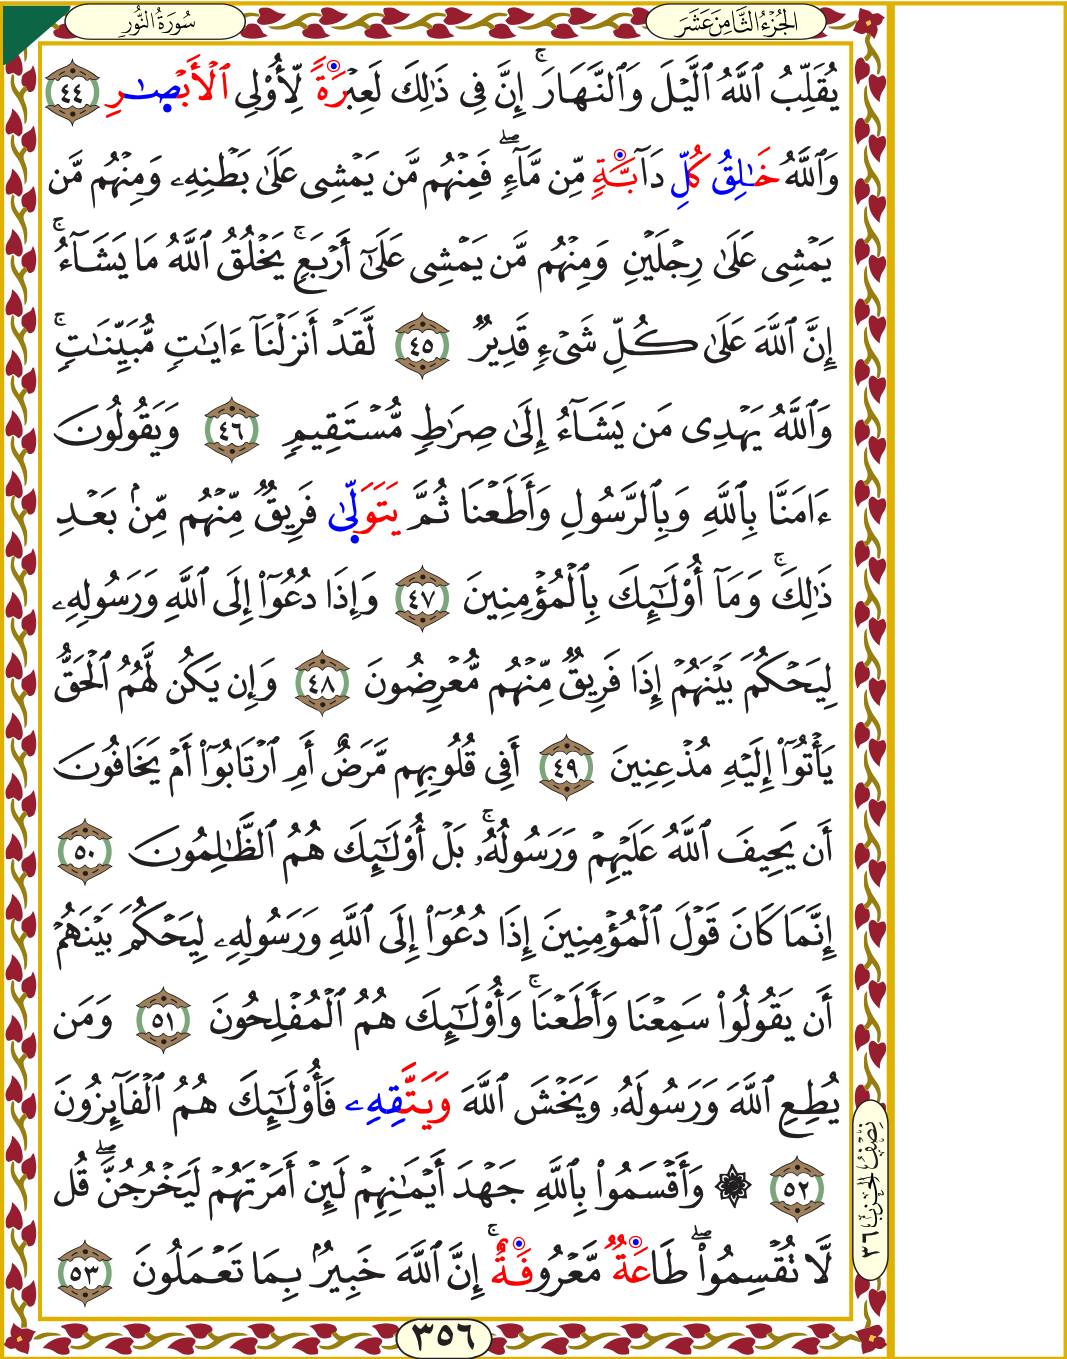 سُورَةُ النُّورِ
الجُزْءُ الثَّامِنَ عَشَرَ
يُقَلِّبُ ٱللَّهُ ٱلَّيْلَ وَٱلنَّهَارَۚ إِنَّ فِى ذَٰلِكَ لَعِبْرَةً لِّأُو۟لِى ٱلْأَبْصَٰرِ ٤٤
وَٱللَّهُ خَٰلِقُ كُلِّ دَآبَّةٍ مِّن مَّآءٍۖ فَمِنْهُم مَّن يَمْشِى عَلَىٰ بَطْنِهِۦ وَمِنْهُم مَّن
يَمْشِى عَلَىٰ رِجْلَيْنِ وَمِنْهُم مَّن يَمْشِى عَلَىٰٓ أَرْبَعٍۚ يَخْلُقُ ٱللَّهُ مَا يَشَآءُۚ
إِنَّ ٱللَّهَ عَلَىٰ كُلِّ شَىْءٍ قَدِيرٌ ٤٥ لَّقَدْ أَنزَلْنَآ ءَايَٰتٍ مُّبَيِّنَٰتٍۚ
وَٱللَّهُ يَهْدِى مَن يَشَآءُ إِلَىٰ صِرَٰطٍ مُّسْتَقِيمٍ ٤٦ وَيَقُولُونَ
ءَامَنَّا بِٱللَّهِ وَبِٱلرَّسُولِ وَأَطَعْنَا ثُمَّ يَتَوَلَّىٰ فَرِيقٌ مِّنْهُم مِّنۢ بَعْدِ
ذَٰلِكَۚ وَمَآ أُو۟لَٰٓئِكَ بِٱلْمُؤْمِنِينَ ٤٧ وَإِذَا دُعُوٓا۟ إِلَى ٱللَّهِ وَرَسُولِهِۦ
لِيَحْكُمَ بَيْنَهُمْ إِذَا فَرِيقٌ مِّنْهُم مُّعْرِضُونَ ٤٨ وَإِن يَكُن لَّهُمُ ٱلْحَقُّ
يَأْتُوٓا۟ إِلَيْهِ مُذْعِنِينَ ٤٩ أَفِى قُلُوبِهِم مَّرَضٌ أَمِ ٱرْتَابُوٓا۟ أَمْ يَخَافُونَ
أَن يَحِيفَ ٱللَّهُ عَلَيْهِمْ وَرَسُولُهُۥۚ بَلْ أُو۟لَٰٓئِكَ هُمُ ٱلظَّٰلِمُونَ ٥٠
إِنَّمَا كَانَ قَوْلَ ٱلْمُؤْمِنِينَ إِذَا دُعُوٓا۟ إِلَى ٱللَّهِ وَرَسُولِهِۦ لِيَحْكُمَ بَيْنَهُمْ
أَن يَقُولُوا۟ سَمِعْنَا وَأَطَعْنَاۚ وَأُو۟لَٰٓئِكَ هُمُ ٱلْمُفْلِحُونَ ٥١ وَمَن
يُطِعِ ٱللَّهَ وَرَسُولَهُۥ وَيَخْشَ ٱللَّهَ وَيَتَّقِهِۦ فَأُو۟لَٰٓئِكَ هُمُ ٱلْفَآئِزُونَ
٥٢ ۞ وَأَقْسَمُوا۟ بِٱللَّهِ جَهْدَ أَيْمَٰنِهِمْ لَئِنْ أَمَرْتَهُمْ لَيَخْرُجُنَّۖ قُل
لَّا تُقْسِمُوا۟ۖ طَاعَةٌ مَّعْرُوفَةٌۚ إِنَّ ٱللَّهَ خَبِيرٌۢ بِمَا تَعْمَلُونَ ٥٣
نِصْفُ الحِزْبِ ٣٦
٣٥٦